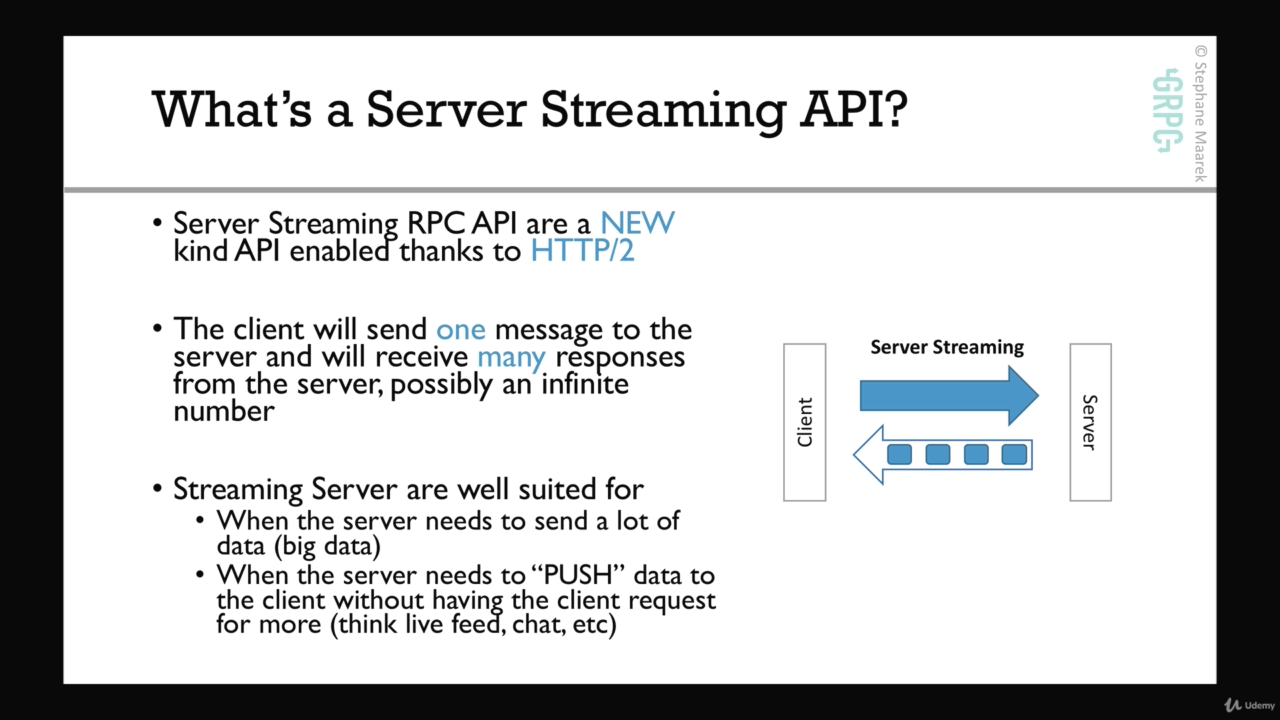 What's a Server Streaming API?
© Stephane Maarek
GRPC
• Server Streaming RPC API are a NEW
kind API enabled thanks to HTTP/2
• The client will send one message to the
server and will receive many responses
from the server, possibly an infinite
number
• Streaming Server are well suited for
• When the server needs to send a lot of
data (big data)
• When the server needs to “PUSH” data to
the client without having the client request
for more (think live feed, chat, etc)
Server Streaming
Client
Server
Udemy